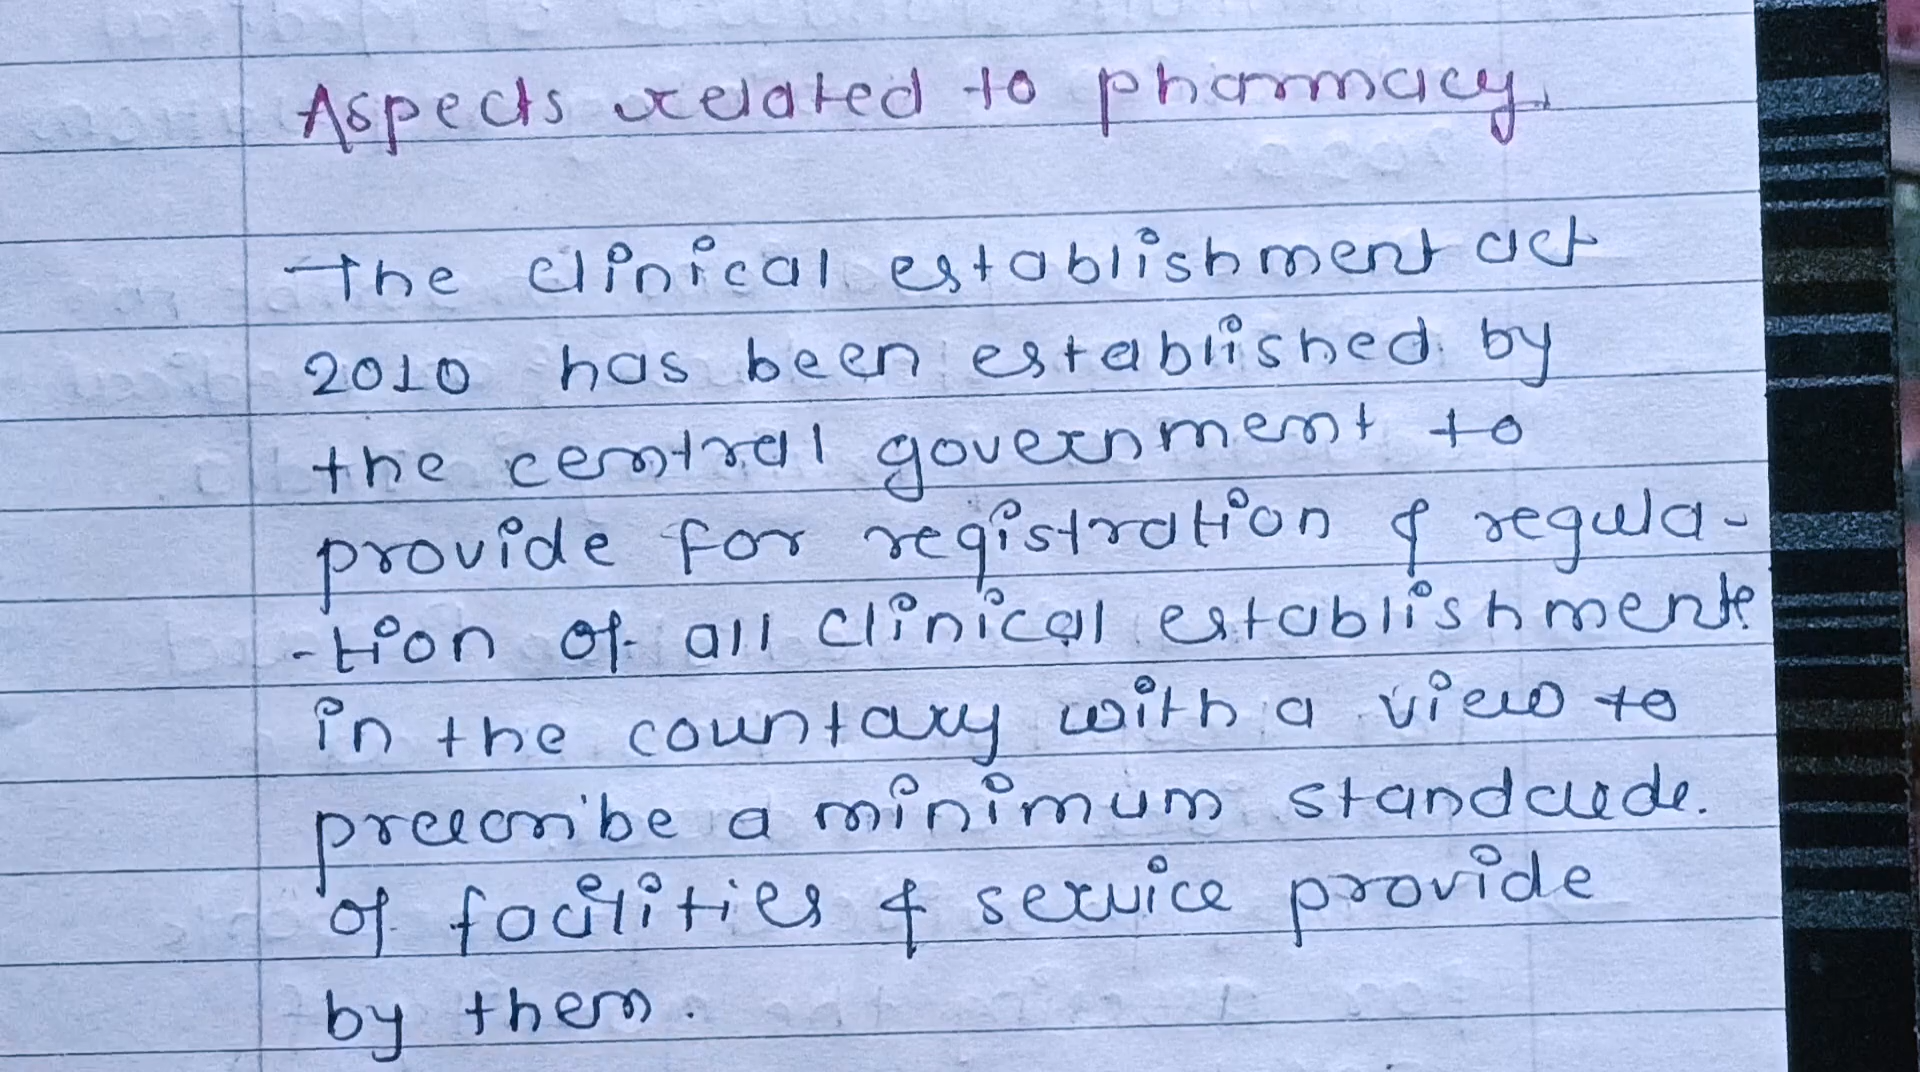 Aspects related to pharmacy.
The clinical establishment act
2010 has been established by
the central government to
provide for registration & regula-
-tion of all clinical establishments
in the countary with a view to
prescribe a minimum standarde.
of facilities & service provide
by them.